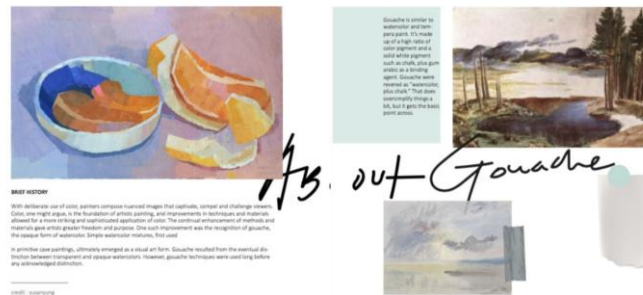 Gouache is similar to
watercolor and tem-
pera paint. It's made
up of a high ratio of
color pigment and a
solid white pigment
such as chalk, plus gum
arabic as a binding
agent. Gouache were
revered as "watercolor,
plus chalk." That does
oversimplify things a
bit, but it gets the basic
point across.
About Gouache
BRIEF HISTORY
With deliberate use of color, painters compose nuanced images that captivate, compel and challenge viewers.
Color, one might argue, is the foundation of artistic painting, and improvements in techniques and materials
allowed for a more striking and sophisticated application of color. The continual enhancement of methods and
materials gave artists greater freedom and purpose. One such improvement was the recognition of gouache,
the opaque form of watercolor. Simple watercolor mixtures, first used
in primitive cave paintings, ultimately emerged as a visual art form. Gouache resulted from the eventual dis-
tinction between transparent and opaque watercolors. However, gouache techniques were used long before
any acknowledged distinction.
credit :